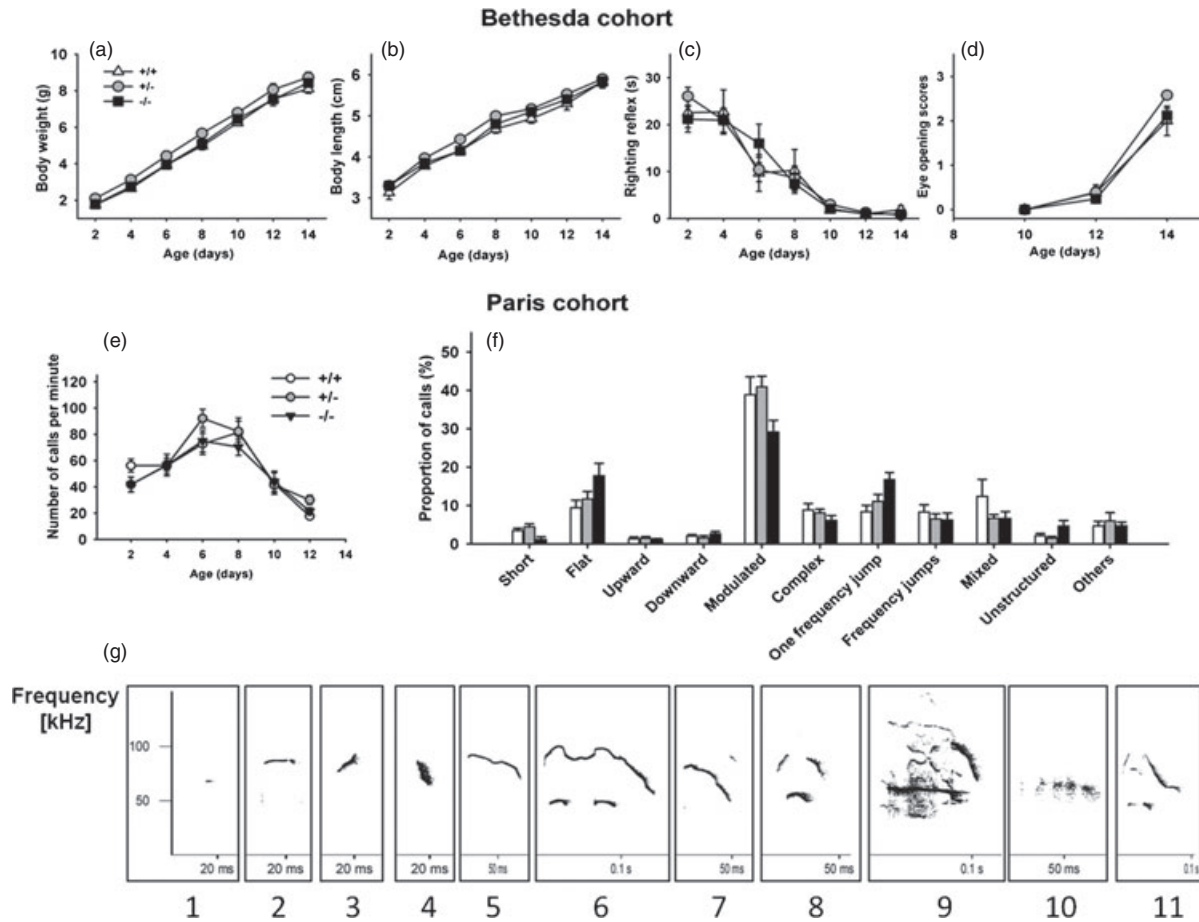 Bethesda cohort
(a)
Body weight (g)
10
8
6
4
2
+/+
+/-
-/-
2 4 6 8 10 12 14
Age (days)
(b)
Body length (cm)
6
5
4
3
2 4 6 8 10 12 14
Age (days)
(c)
Righting reflex (s)
30
20
10
0
2 4 6 8 10 12 14
Age (days)
(d)
Eye opening scores
3
2
1
0
8 10 12 14
Age (days)
Paris cohort
(e)
Number of calls per minute
120
100
80
60
40
20
0
+/+
+/-
-/-
2 4 6 8 10 12 14
Age (days)
(f)
Proportion of calls (%)
50
40
30
20
10
0
Short
Flat
Upward
Downward
Modulated
Complex
One frequency jump
Frequency jumps
Mixed
Unstructured
Others
(g)
Frequency
[kHz]
100
50
20 ms 20 ms 20 ms 20 ms 50 ms 0.1 s 50 ms 50 ms 0.1 s 50 ms 0.1 s
1 2 3 4 5 6 7 8 9 10 11